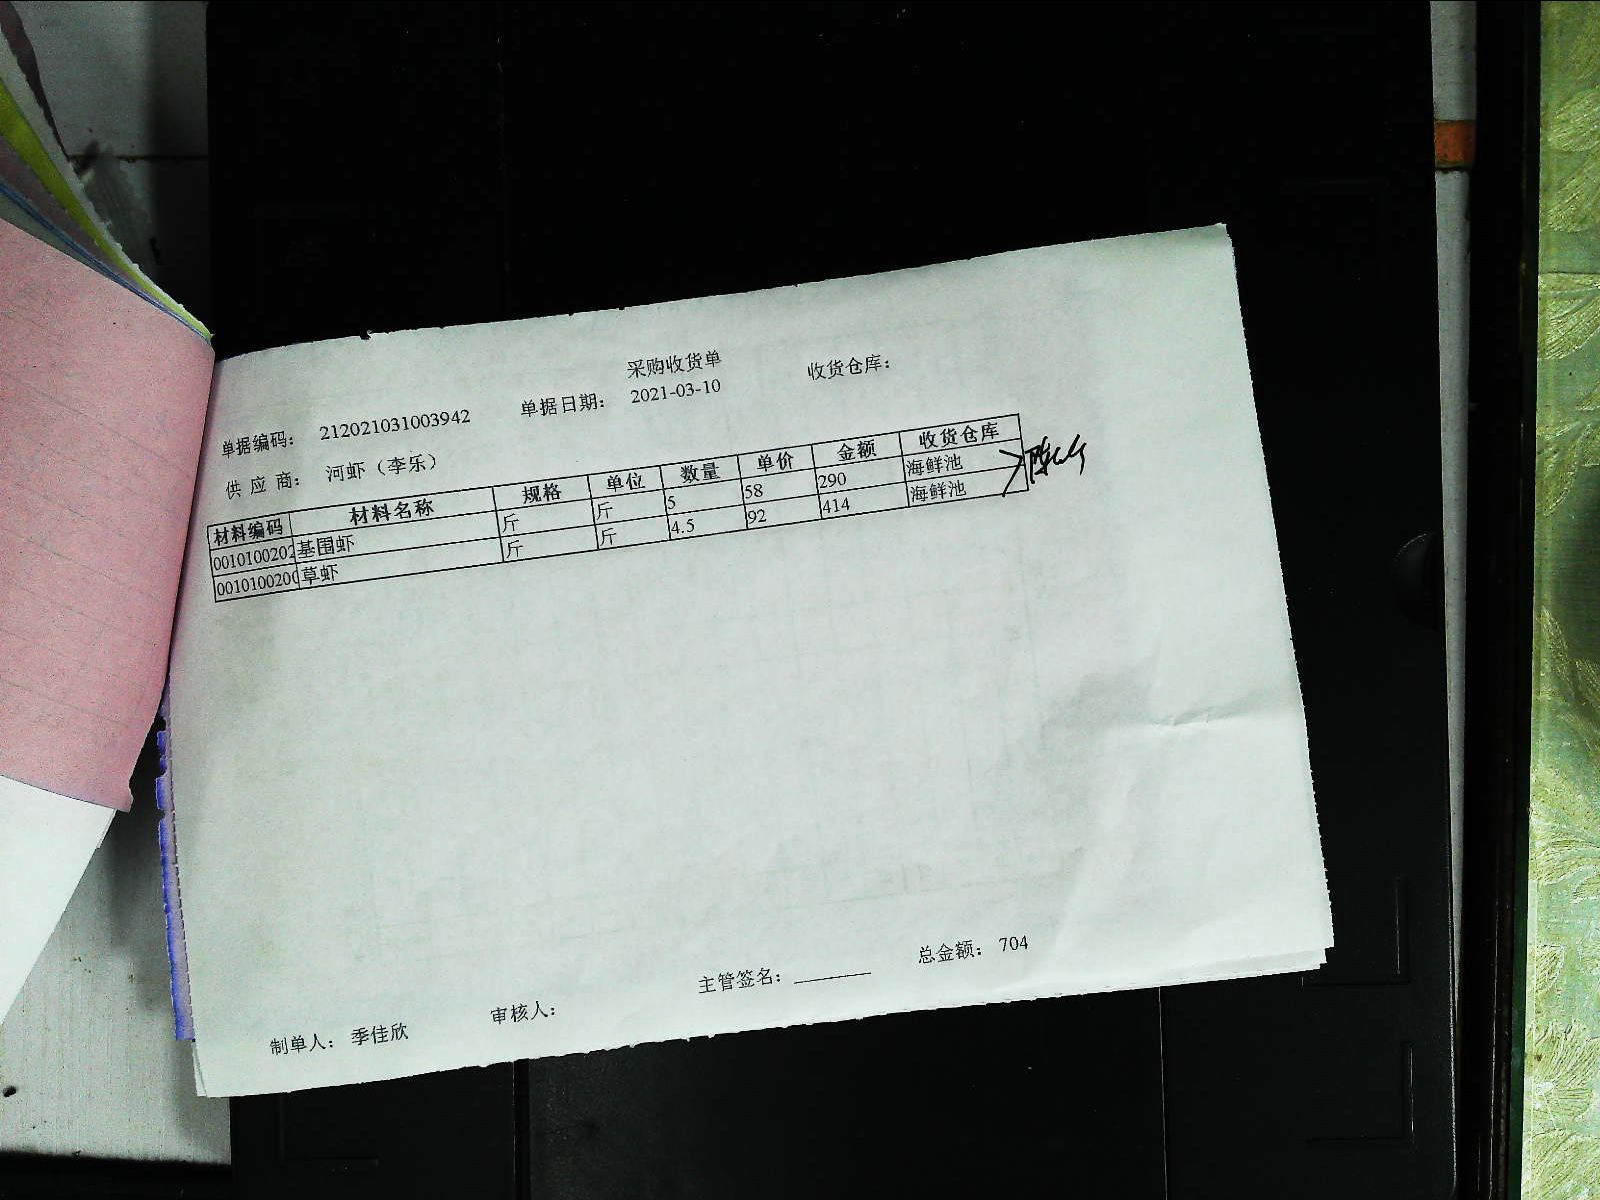 采购收货单
单据编码： 212021031003942 单据日期： 2021-03-10 收货仓库：
供 应 商： 河虾（李乐）
材料编码 材料名称 规格 单位 数量 单价 金额 收货仓库
0010100202 基围虾 斤 斤 5 58 290 海鲜池
001010020 草虾 斤 斤 4.5 92 414 海鲜池
制单人： 季佳欣 审核人： 主管签名： 总金额： 704